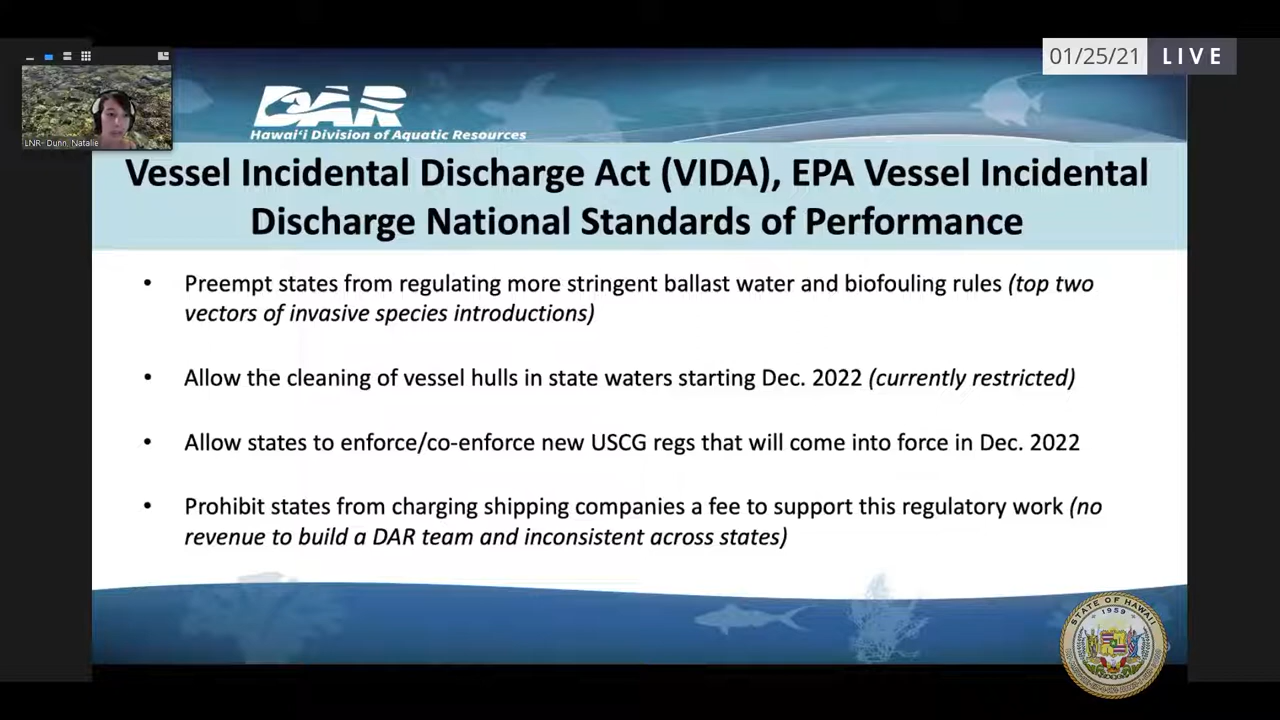 01/25/21 LIVE
LNR- Dunn, Natalie
DAR
Hawai‘i Division of Aquatic Resources
Vessel Incidental Discharge Act (VIDA), EPA Vessel Incidental
Discharge National Standards of Performance
• Preempt states from regulating more stringent ballast water and biofouling rules (top two
vectors of invasive species introductions)
• Allow the cleaning of vessel hulls in state waters starting Dec. 2022 (currently restricted)
• Allow states to enforce/co-enforce new USCG regs that will come into force in Dec. 2022
• Prohibit states from charging shipping companies a fee to support this regulatory work (no
revenue to build a DAR team and inconsistent across states)
STATE OF HAWAII
1959